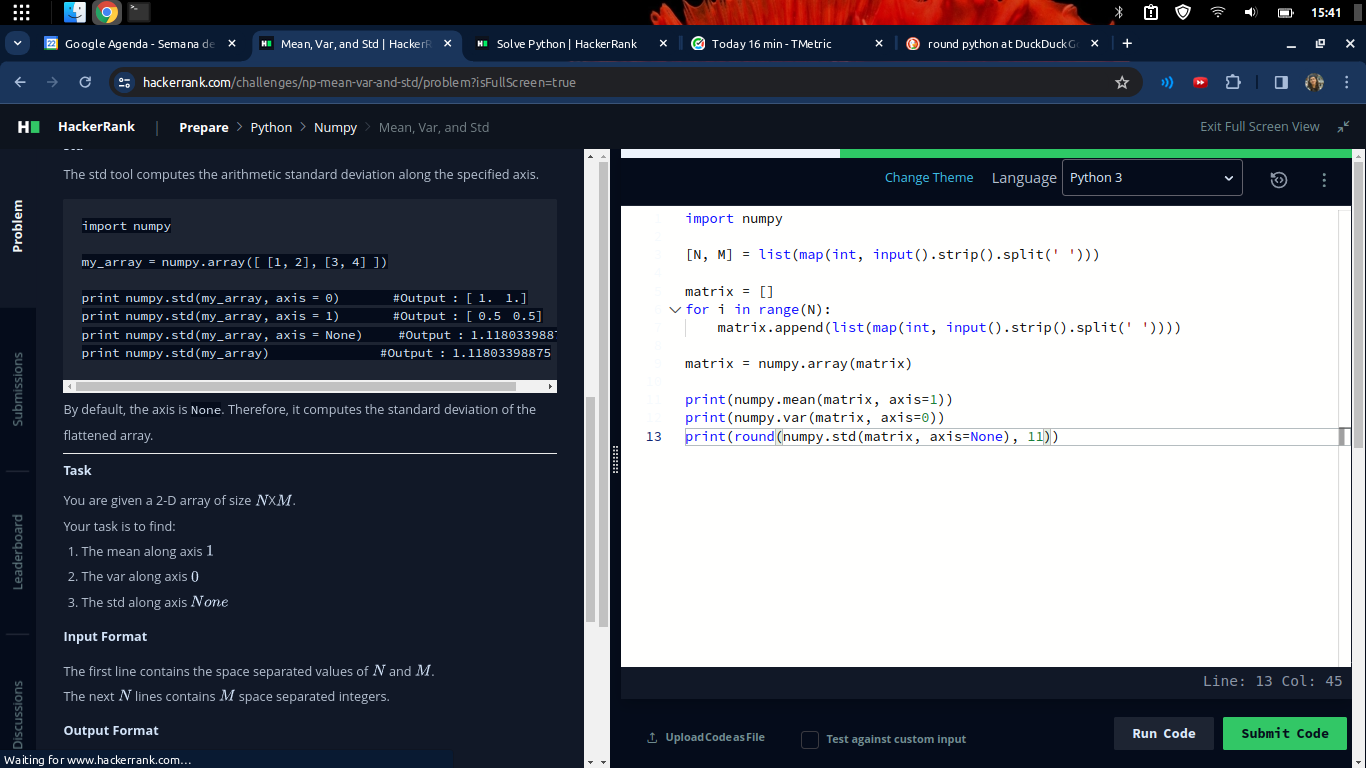 15:41
Google Agenda - Semana de
Mean, Var, and Std | HackerR
Solve Python | HackerRank
Today 16 min - TMetric
round python at DuckDuckG
hackerrank.com/challenges/np-mean-var-and-std/problem?isFullScreen=true
HackerRank
Prepare > Python > Numpy > Mean, Var, and Std
Exit Full Screen View
Problem
Submissions
Leaderboard
Discussions
The std tool computes the arithmetic standard deviation along the specified axis.
import numpy
my_array = numpy.array([ [1, 2], [3, 4] ])
print numpy.std(my_array, axis = 0) #Output : [ 1. 1.]
print numpy.std(my_array, axis = 1) #Output : [ 0.5 0.5]
print numpy.std(my_array, axis = None) #Output : 1.118033988
print numpy.std(my_array) #Output : 1.11803398875
By default, the axis is None. Therefore, it computes the standard deviation of the
flattened array.
Task
You are given a 2-D array of size N X M.
Your task is to find:
1. The mean along axis 1
2. The var along axis 0
3. The std along axis None
Input Format
The first line contains the space separated values of N and M.
The next N lines contains M space separated integers.
Output Format
Waiting for www.hackerrank.com...
Change Theme
Language
Python 3
import numpy
[N, M] = list(map(int, input().strip().split(' ')))
matrix = []
for i in range(N):
matrix.append(list(map(int, input().strip().split(' '))))
matrix = numpy.array(matrix)
print(numpy.mean(matrix, axis=1))
print(numpy.var(matrix, axis=0))
13 print(round(numpy.std(matrix, axis=None), 11))
Line: 13 Col: 45
Upload Code as File
Test against custom input
Run Code
Submit Code